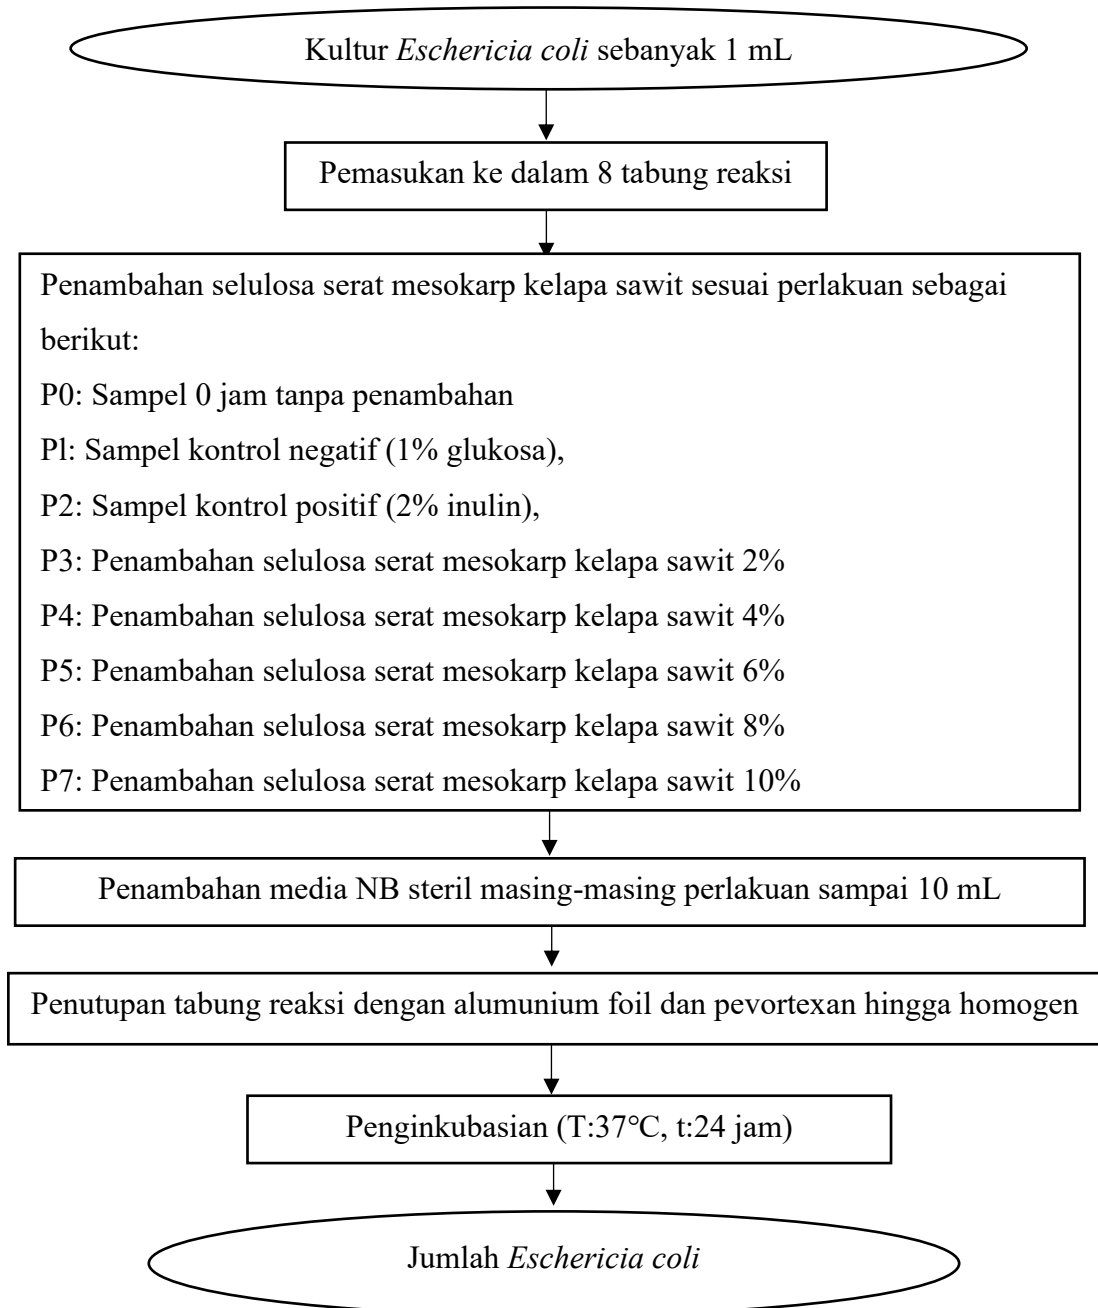 Kultur Eschericia coli sebanyak 1 mL
Pemasukan ke dalam 8 tabung reaksi
Penambahan selulosa serat mesokarp kelapa sawit sesuai perlakuan sebagai
berikut:
P0: Sampel 0 jam tanpa penambahan
Pl: Sampel kontrol negatif (1% glukosa),
P2: Sampel kontrol positif (2% inulin),
P3: Penambahan selulosa serat mesokarp kelapa sawit 2%
P4: Penambahan selulosa serat mesokarp kelapa sawit 4%
P5: Penambahan selulosa serat mesokarp kelapa sawit 6%
P6: Penambahan selulosa serat mesokarp kelapa sawit 8%
P7: Penambahan selulosa serat mesokarp kelapa sawit 10%
Penambahan media NB steril masing-masing perlakuan sampai 10 mL
Penutupan tabung reaksi dengan alumunium foil dan pevortexan hingga homogen
Penginkubasian (T:37℃, t:24 jam)
Jumlah Eschericia coli